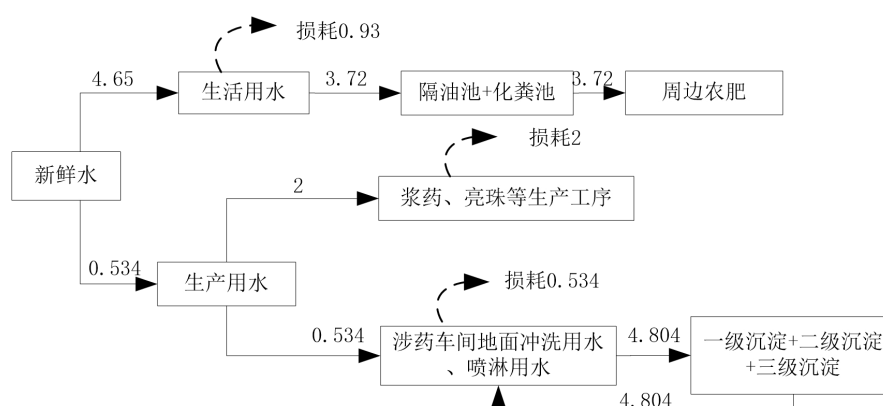 损耗0.93
4.65
生活用水
3.72
隔油池+化粪池
3.72
周边农肥
损耗2
新鲜水
2
浆药、亮珠等生产工序
0.534
生产用水
损耗0.534
0.534
涉药车间地面冲洗用水
、喷淋用水
4.804
一级沉淀+二级沉淀
+三级沉淀
4.804